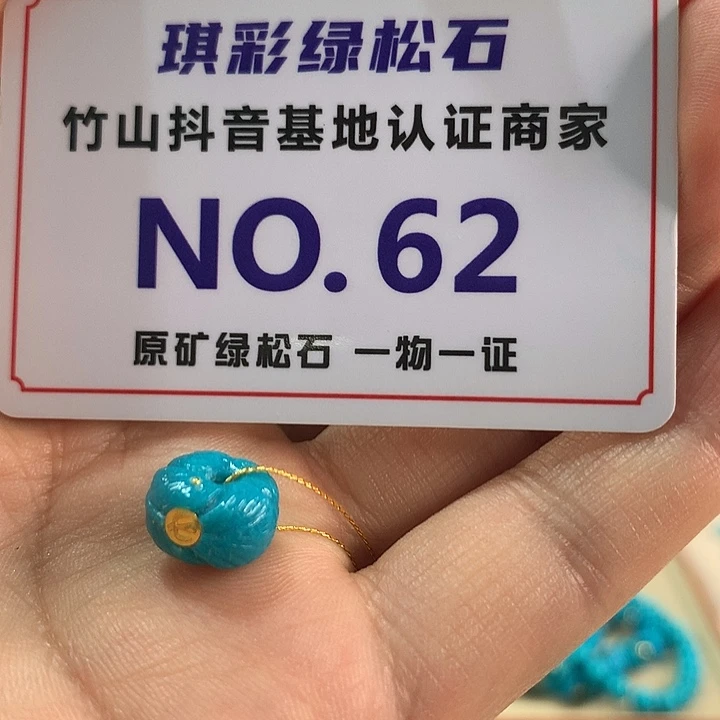 琪彩绿松石
竹山抖音基地认证商家
NO.62
原矿绿松石 一物一证